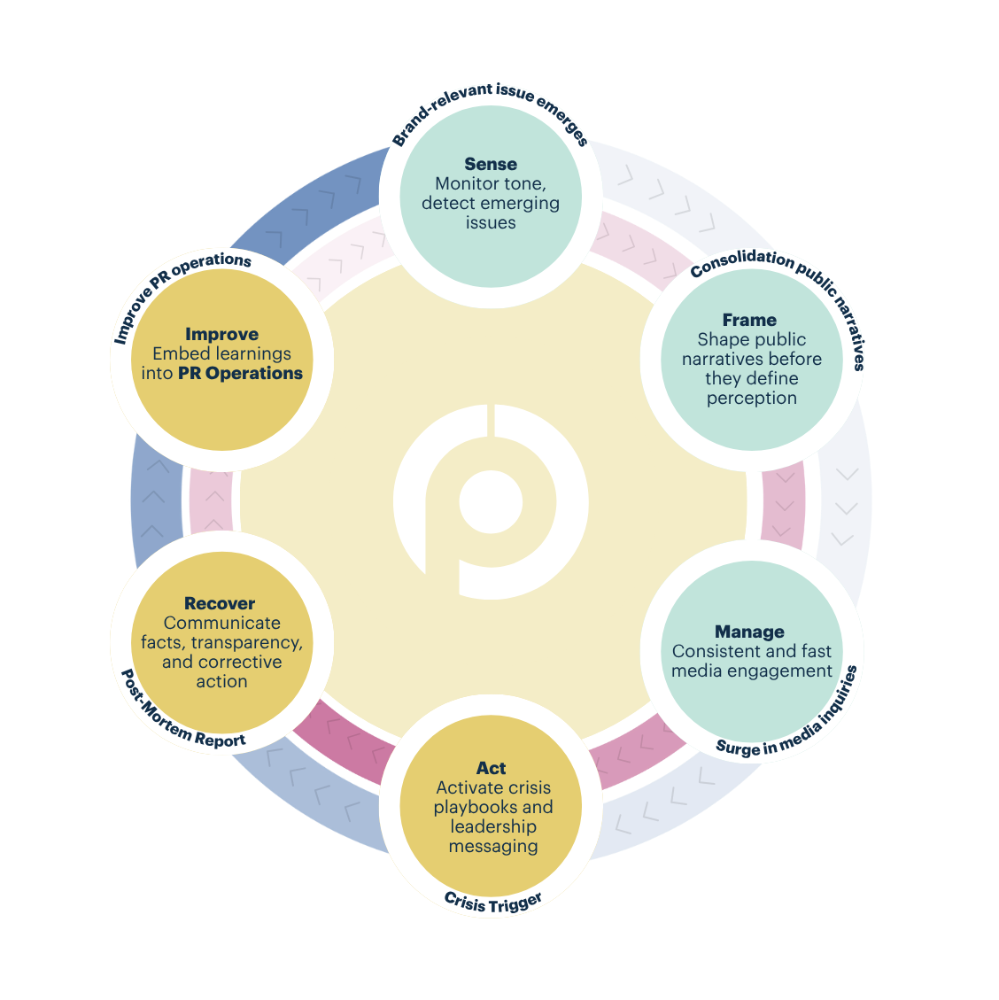 Brand-relevant issue emerges
Sense
Monitor tone,
detect emerging
issues
Consolidation public narratives
Frame
Shape public
narratives before
they define
perception
Manage
Consistent and fast
media engagement
Surge in media inquiries
Act
Activate crisis
playbooks and
leadership
messaging
Crisis Trigger
Recover
Communicate
facts, transparency,
and corrective
action
Post-Mortem Report
Improve PR operations
Improve
Embed learnings
into PR Operations